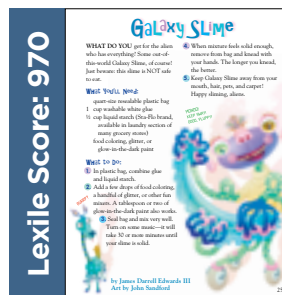 Lexile Score: 970
Galaxy Slime
WHAT DO YOU get for the alien
who has everything? Some out-of-
this-world Galaxy Slime, of course!
Just beware: this slime is NOT safe
to eat.
What You'll Need:
quart-size resealable plastic bag
1 cup washable white glue
½ cup liquid starch (Sta-Flo brand,
available in laundry section of
many grocery stores)
food coloring, glitter, or
glow-in-the-dark paint
What to Do:
1. In plastic bag, combine glue
and liquid starch.
2. Add a few drops of food coloring,
a handful of glitter, or other fun
mixers. A tablespoon or two of
glow-in-the-dark paint also works.
3. Seal bag and mix very well.
Turn on some music—it will
take 10 or more minutes until
your slime is solid.
4. When mixture feels solid enough,
remove from bag and knead with
your hands. The longer you knead,
the better.
5. Keep Galaxy Slime away from your
mouth, hair, pets, and carpet!
Happy sliming, aliens.
by James Darrell Edwards III
Art by John Sandford